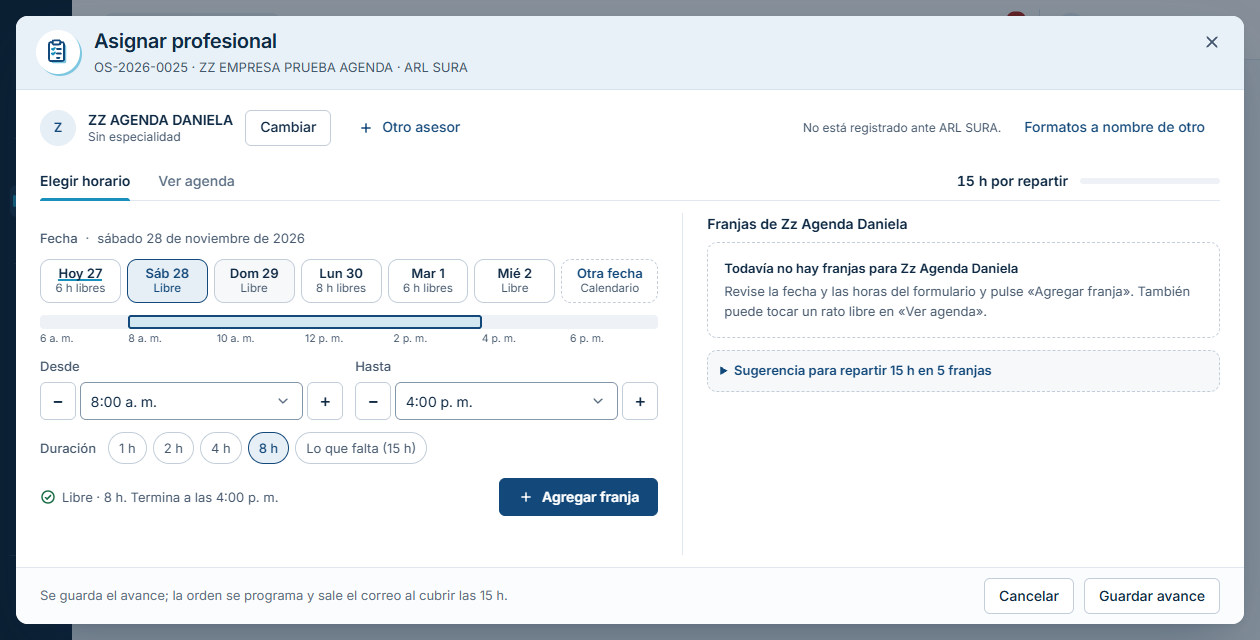 Asignar profesional
OS-2026-0025 · ZZ EMPRESA PRUEBA AGENDA · ARL SURA
Z
ZZ AGENDA DANIELA
Sin especialidad
Cambiar
+ Otro asesor
No está registrado ante ARL SURA.
Formatos a nombre de otro
Elegir horario
Ver agenda
15 h por repartir
Fecha · sábado 28 de noviembre de 2026
Hoy 27
6 h libres
Sáb 28
Libre
Dom 29
Libre
Lun 30
8 h libres
Mar 1
6 h libres
Mié 2
Libre
Otra fecha
Calendario
6 a. m.
8 a. m.
10 a. m.
12 p. m.
2 p. m.
4 p. m.
6 p. m.
Desde
Hasta
− 8:00 a. m. +
− 4:00 p. m. +
Duración
1 h
2 h
4 h
8 h
Lo que falta (15 h)
Libre · 8 h. Termina a las 4:00 p. m.
+ Agregar franja
Franjas de Zz Agenda Daniela
Todavía no hay franjas para Zz Agenda Daniela
Revise la fecha y las horas del formulario y pulse «Agregar franja». También
puede tocar un rato libre en «Ver agenda».
Sugerencia para repartir 15 h en 5 franjas
Se guarda el avance; la orden se programa y sale el correo al cubrir las 15 h.
Cancelar
Guardar avance